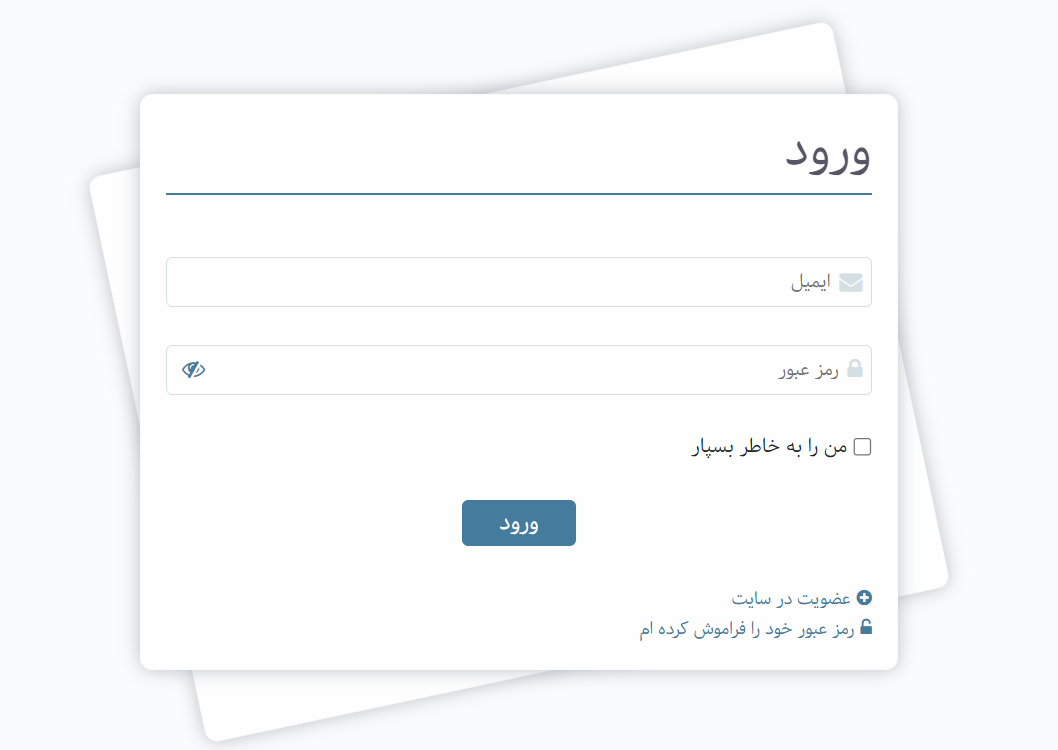 ورود
ایمیل
رمز عبور
من را به خاطر بسپار
ورود
عضویت در سایت
رمز عبور خود را فراموش کرده ام